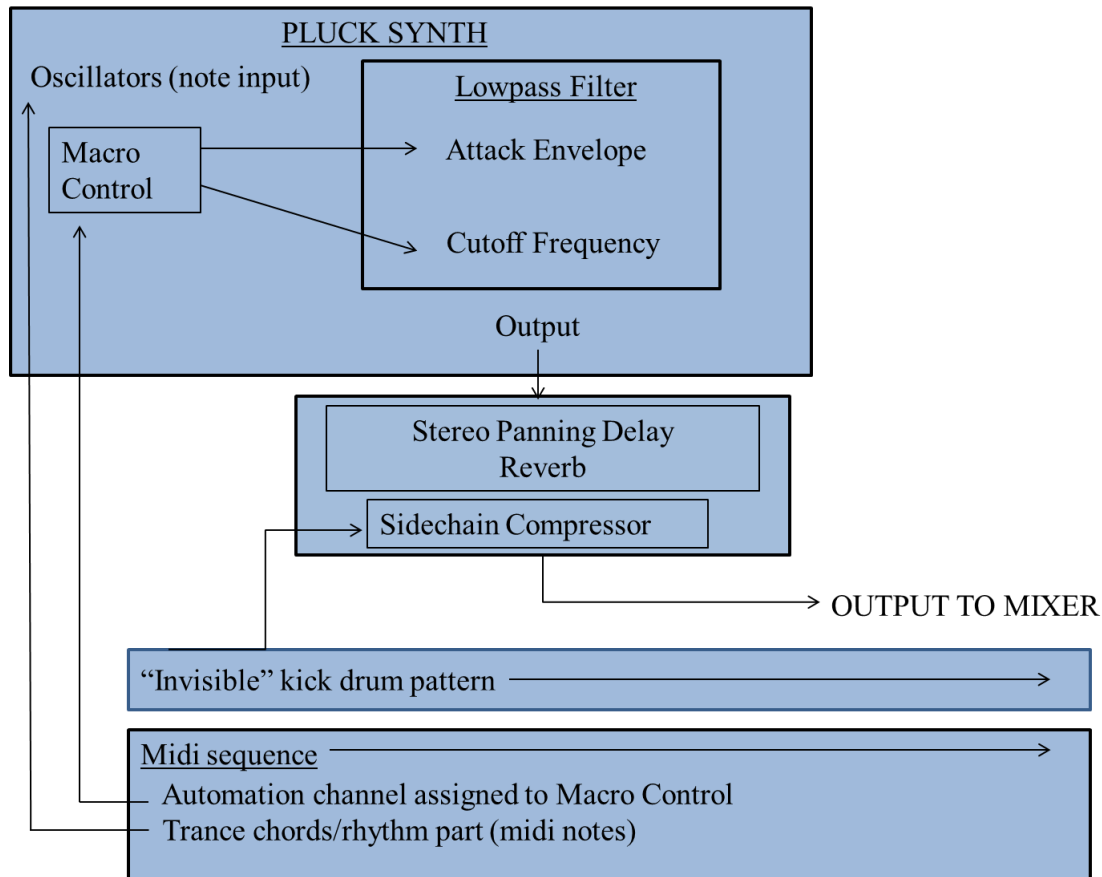 PLUCK SYNTH
Oscillators (note input)
Lowpass Filter
Macro
Control
Attack Envelope
Cutoff Frequency
Output
Stereo Panning Delay
Reverb
Sidechain Compressor
OUTPUT TO MIXER
“Invisible” kick drum pattern
Midi sequence
Automation channel assigned to Macro Control
Trance chords/rhythm part (midi notes)